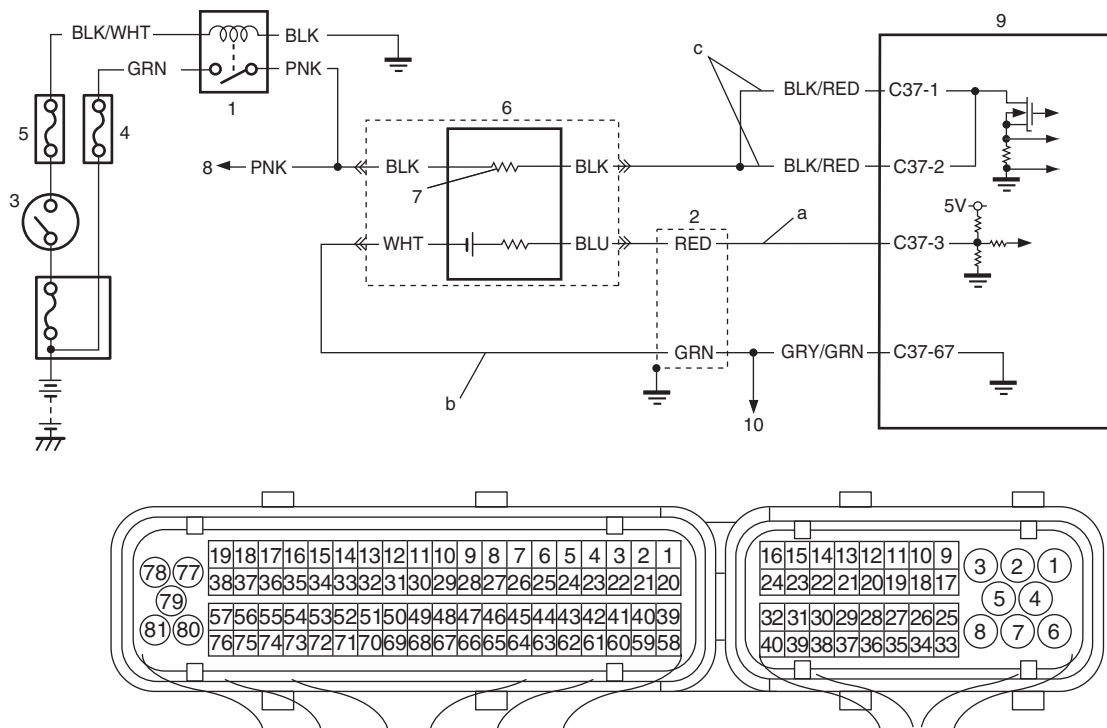 9
BLK/WHT BLK
c
GRN PNK BLK/RED C37-1
1
5 4 6
8 PNK BLK BLK BLK/RED C37-2
7
3 2 a 5V
WHT BLU RED C37-3
GRN GRY/GRN C37-67
b
10
19 18 17 16 15 14 13 12 11 10 9 8 7 6 5 4 3 2 1
38 37 36 35 34 33 32 31 30 29 28 27 26 25 24 23 22 21 20
57 56 55 54 53 52 51 50 49 48 47 46 45 44 43 42 41 40 39
76 75 74 73 72 71 70 69 68 67 66 65 64 63 62 61 60 59 58
78 77
79
81 80
16 15 14 13 12 11 10 9
24 23 22 21 20 19 18 17
32 31 30 29 28 27 26 25
40 39 38 37 36 35 34 33
3 2 1
5 4
8 7 6